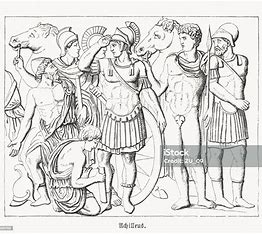 iStock
Credit: ZU_09
Achilleus.